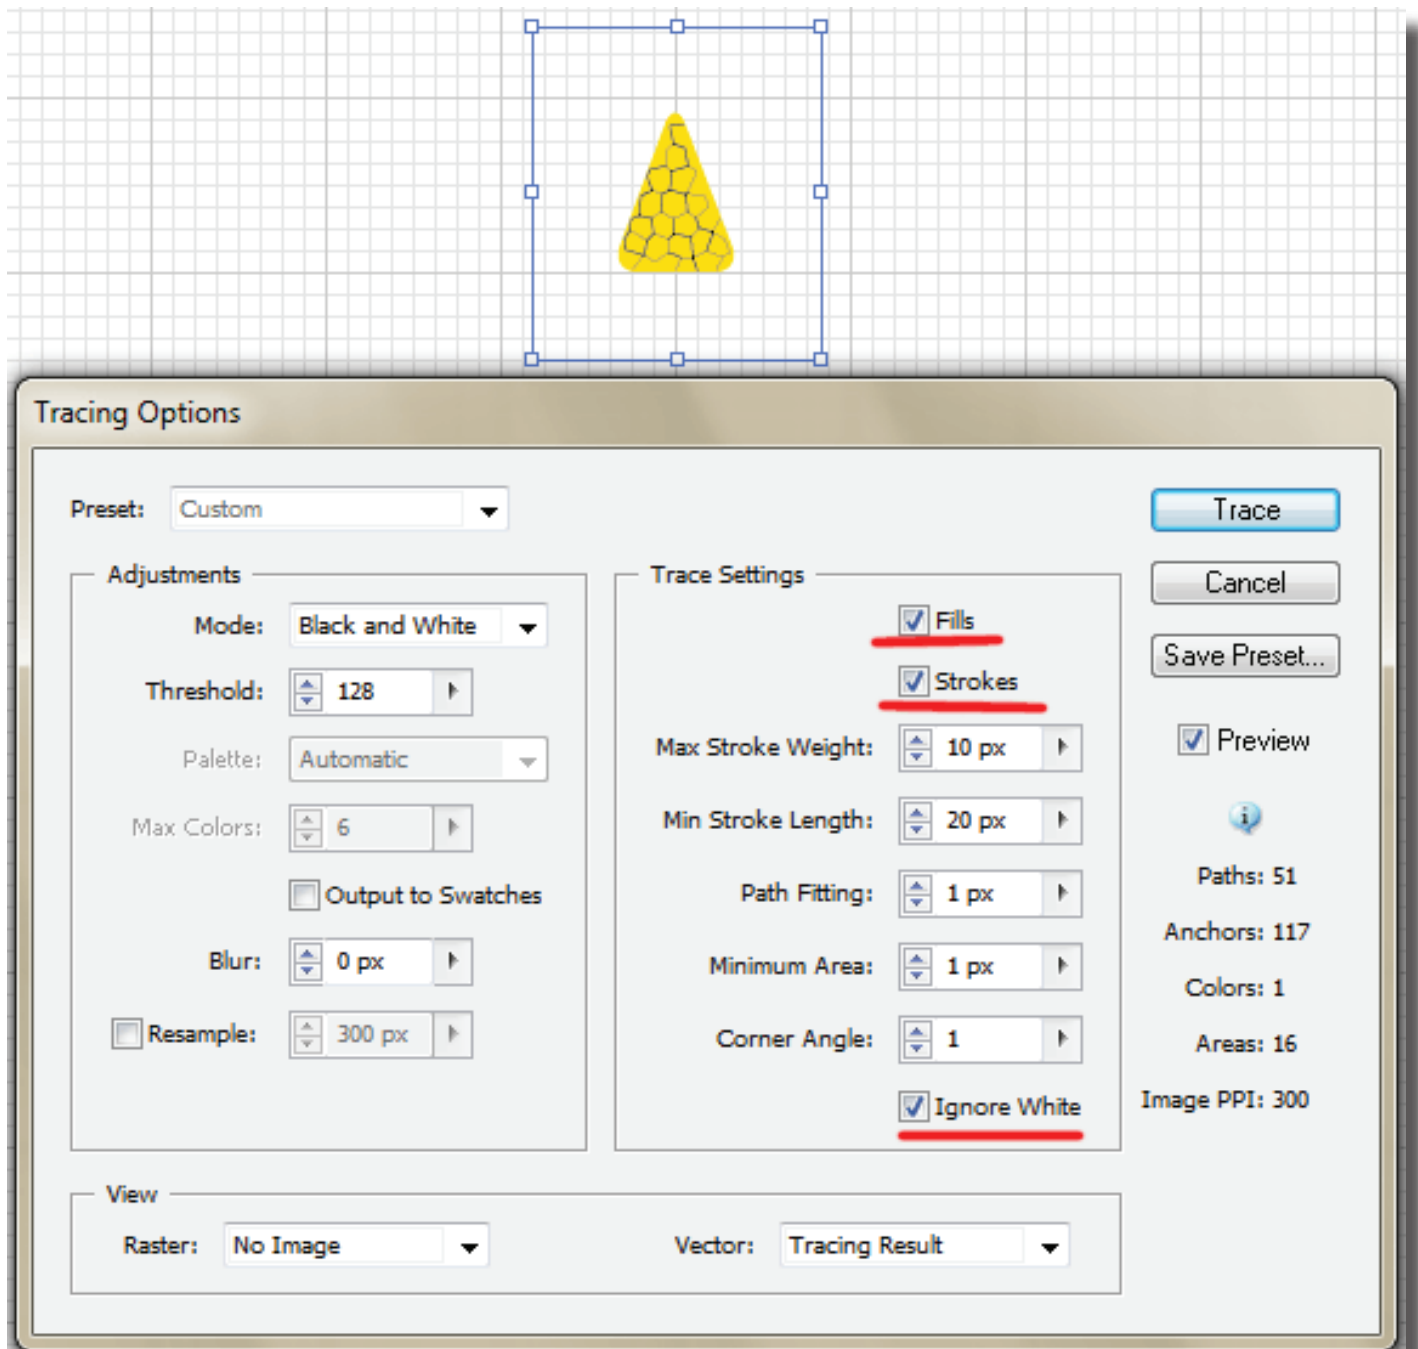 Tracing Options
Preset: Custom
Trace
Cancel
Save Preset...
Preview
Adjustments
Mode: Black and White
Threshold: 128
Palette: Automatic
Max Colors: 6
Output to Swatches
Blur: 0 px
Resample: 300 px
Trace Settings
Fills
Strokes
Max Stroke Weight: 10 px
Min Stroke Length: 20 px
Path Fitting: 1 px
Minimum Area: 1 px
Corner Angle: 1
Ignore White
Paths: 51
Anchors: 117
Colors: 1
Areas: 16
Image PPI: 300
View
Raster: No Image
Vector: Tracing Result